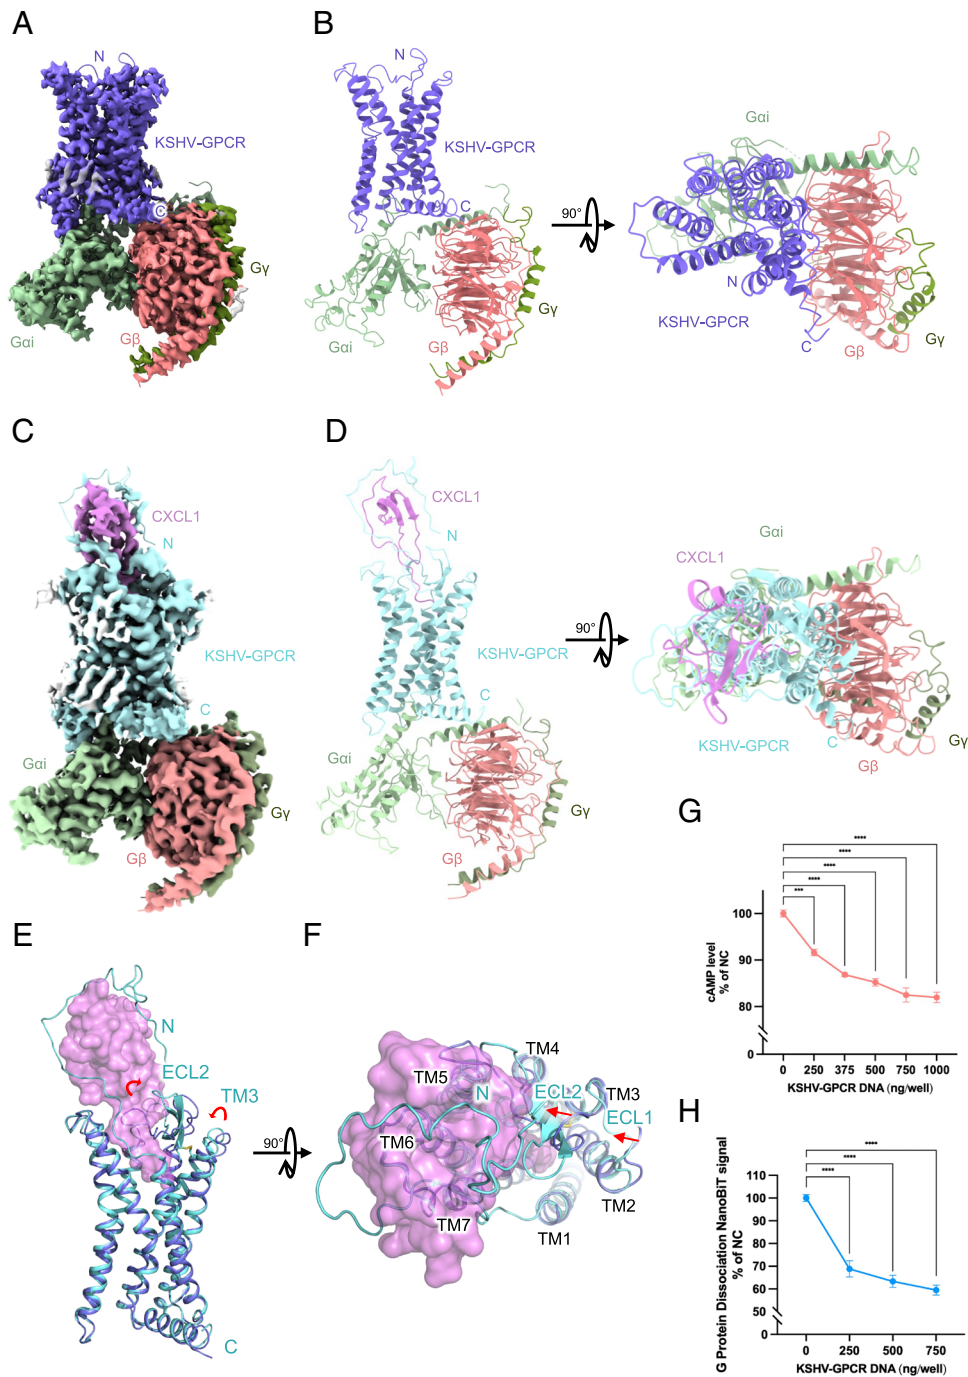 A
N
KSHV-GPCR
C
Gγ
Gαi
Gβ
B
N
KSHV-GPCR
C
Gγ
Gαi
Gβ
90°
Gαi
N
KSHV-GPCR
C
Gβ
Gγ
C
CXCL1
N
KSHV-GPCR
C
Gαi
Gγ
Gβ
D
CXCL1
N
KSHV-GPCR
C
Gαi
Gγ
Gβ
90°
Gαi
CXCL1
N
KSHV-GPCR
C
Gγ
Gβ
E
N
ECL2
TM3
C
90°
F
TM4
TM5
N
ECL2
TM3
ECL1
TM6
TM2
TM7
TM1
G
****
****
****
****
***
100
90
80
0
cAMP level
% of NC
0 250 375 500 750 1000
KSHV-GPCR DNA (ng/well)
H
****
****
****
110
100
90
80
70
60
50
0
G Protein Dissociation NanoBiT signal
% of NC
0 250 500 750
KSHV-GPCR DNA (ng/well)